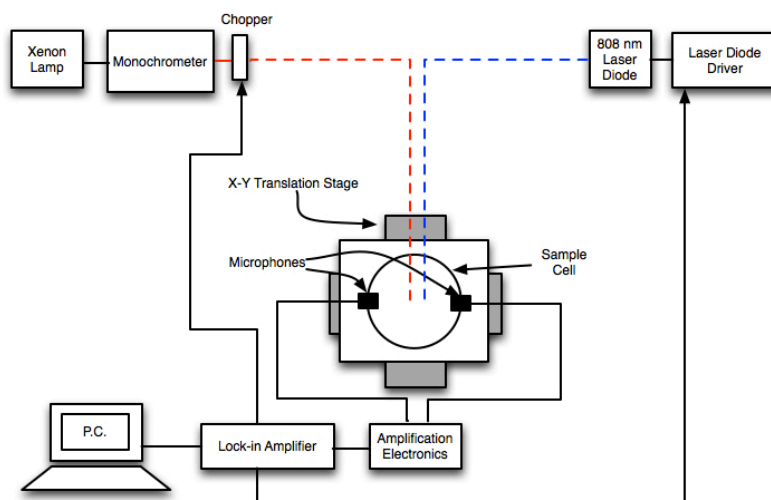 Chopper
Xenon
Lamp
Monochrometer
808 nm
Laser
Diode
Laser Diode
Driver
X-Y Translation Stage
Microphones
Sample
Cell
P.C.
Lock-in Amplifier
Amplification
Electronics